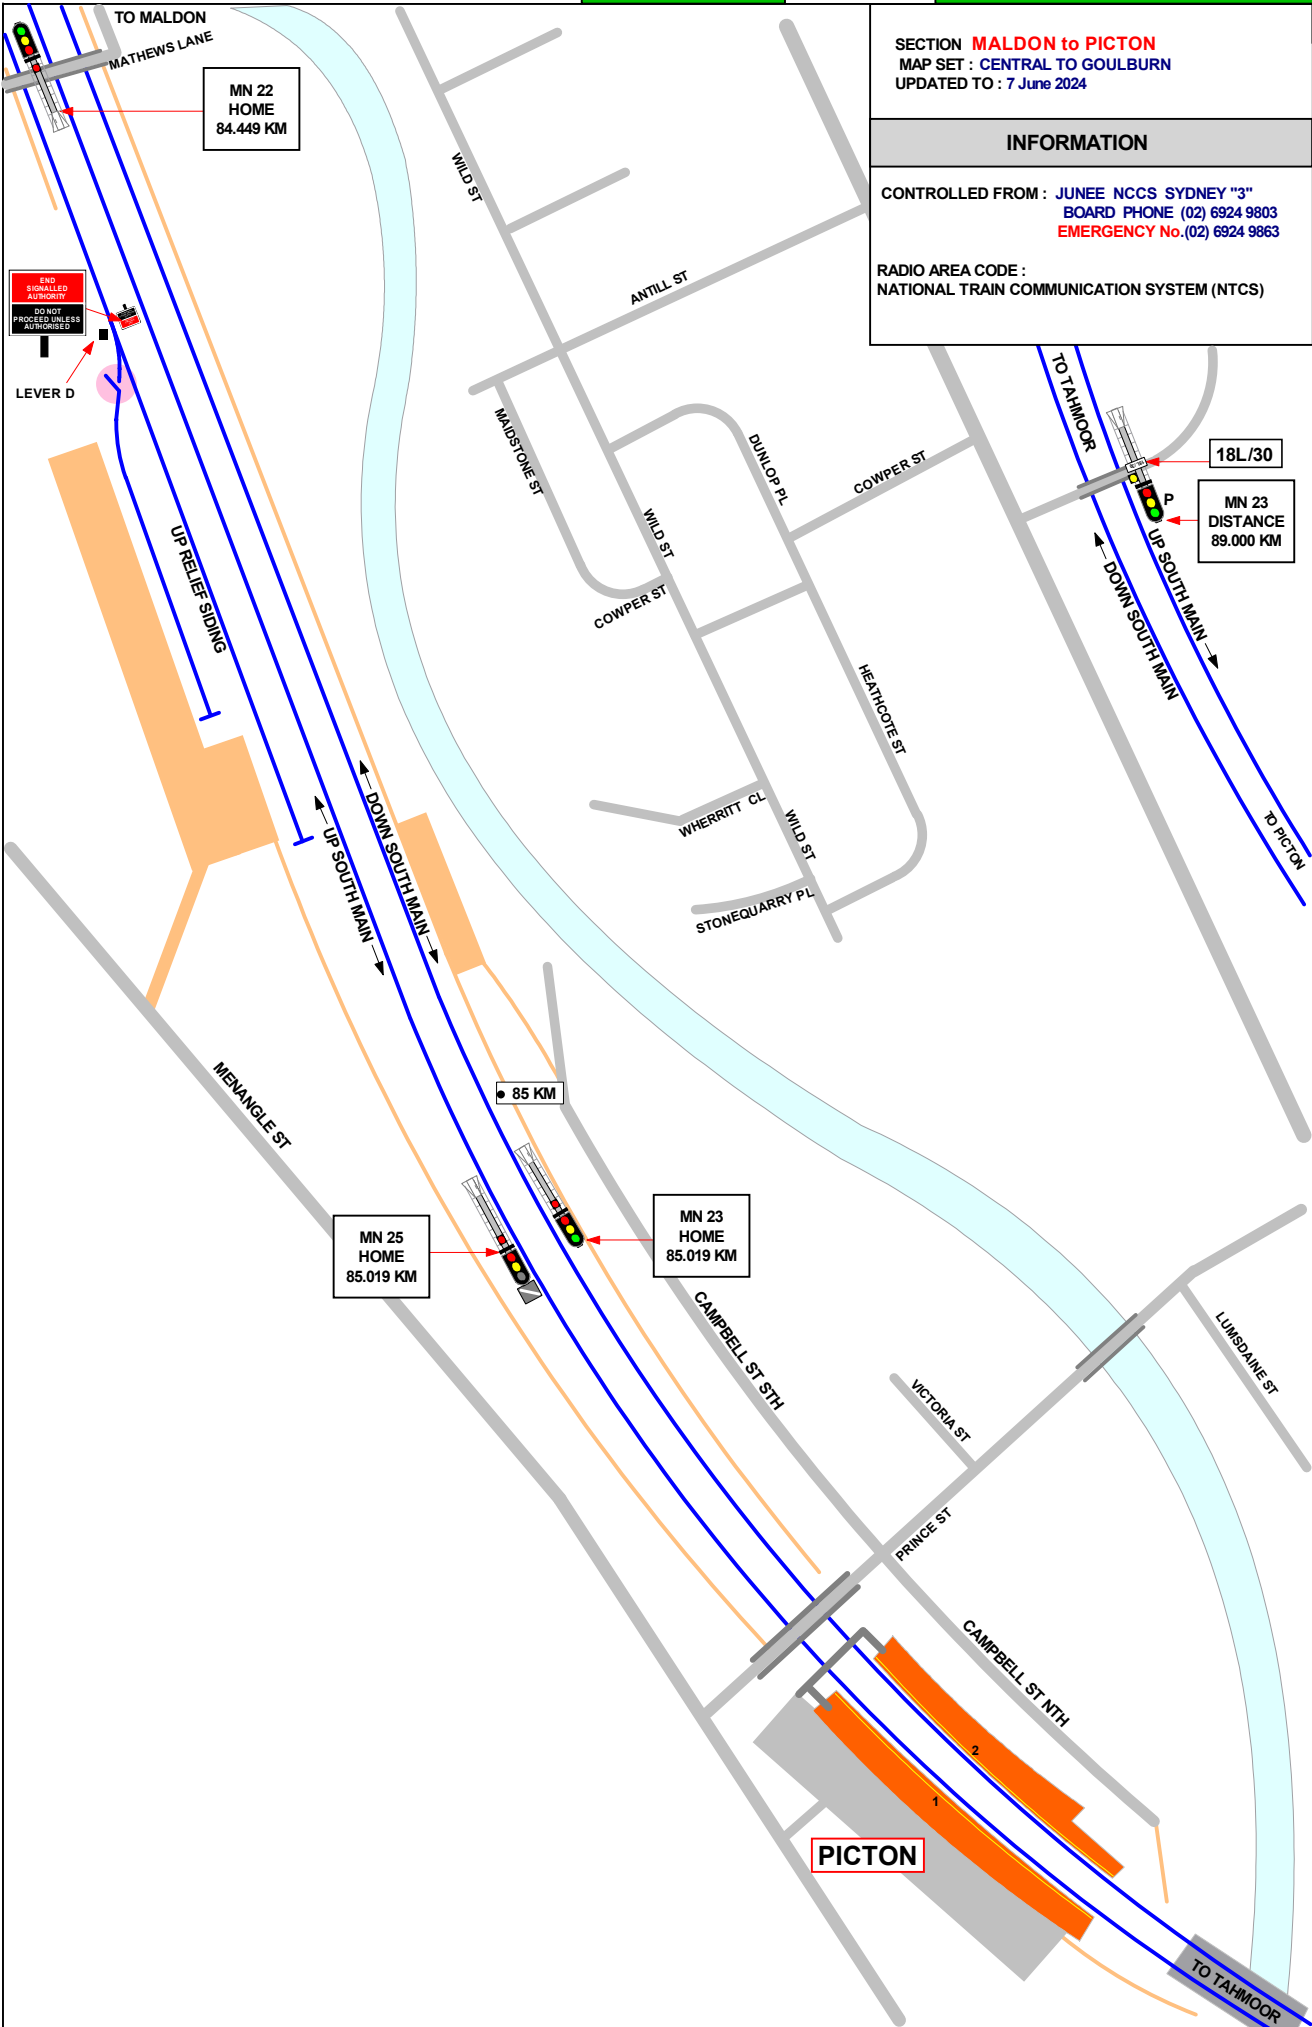 TO MALDON
MATHEWS LANE
MN 22
HOME
84.449 KM
SECTION MALDON to PICTON
MAP SET : CENTRAL TO GOULBURN
UPDATED TO : 7 June 2024
INFORMATION
CONTROLLED FROM : JUNEE NCCS SYDNEY "3"
BOARD PHONE (02) 6924 9803
EMERGENCY No.(02) 6924 9863
RADIO AREA CODE :
NATIONAL TRAIN COMMUNICATION SYSTEM (NTCS)
WILD ST
ANTILL ST
END
SIGNALLED
AUTHORITY
DO NOT
PROCEED UNLESS
AUTHORISED
LEVER D
MAIDSTONE ST
DUNLOP PL
COWPER ST
TO TAHMOOR
18L/30
P
MN 23
DISTANCE
89.000 KM
UP RELIEF SIDING
WILD ST
COWPER ST
HEATHCOTE ST
UP SOUTH MAIN
DOWN SOUTH MAIN
TO PICTON
WHERRITT CL
WILD ST
STONEQUARRY PL
DOWN SOUTH MAIN
UP SOUTH MAIN
MENANGLE ST
85 KM
MN 25
HOME
85.019 KM
MN 23
HOME
85.019 KM
CAMPBELL ST STH
VICTORIA ST
LUMSDAINE ST
PRINCE ST
CAMPBELL ST NTH
2
1
PICTON
TO TAHMOOR